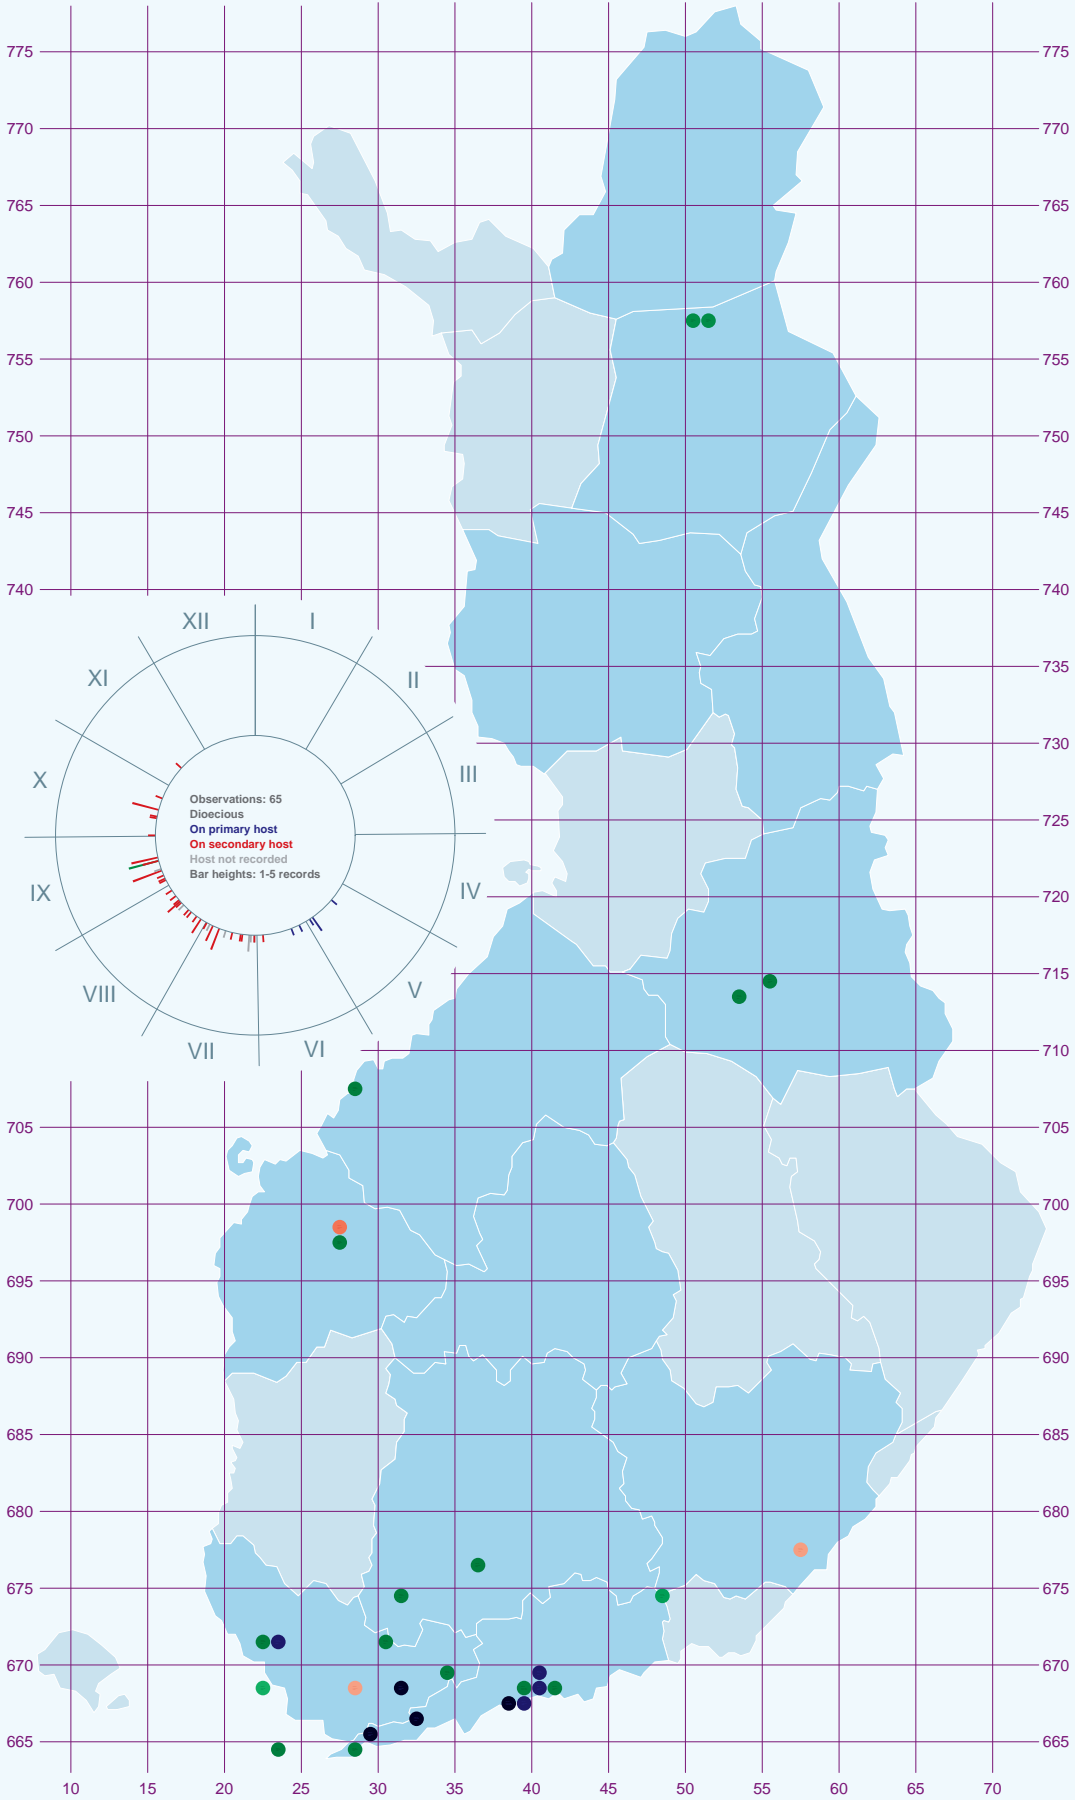 775 775
770 770
765 765
760 760
755 755
750 750
745 745
740 740
XII I
XI II
735 735
730 730
X III
Observations: 65
Dioecious
On primary host
On secondary host
Host not recorded
Bar heights: 1-5 records
725 725
IX IV
720 720
VIII V
715 715
VII VI
710 710
705 705
700 700
695 695
690 690
685 685
680 680
675 675
670 670
665 665
10 15 20 25 30 35 40 45 50 55 60 65 70